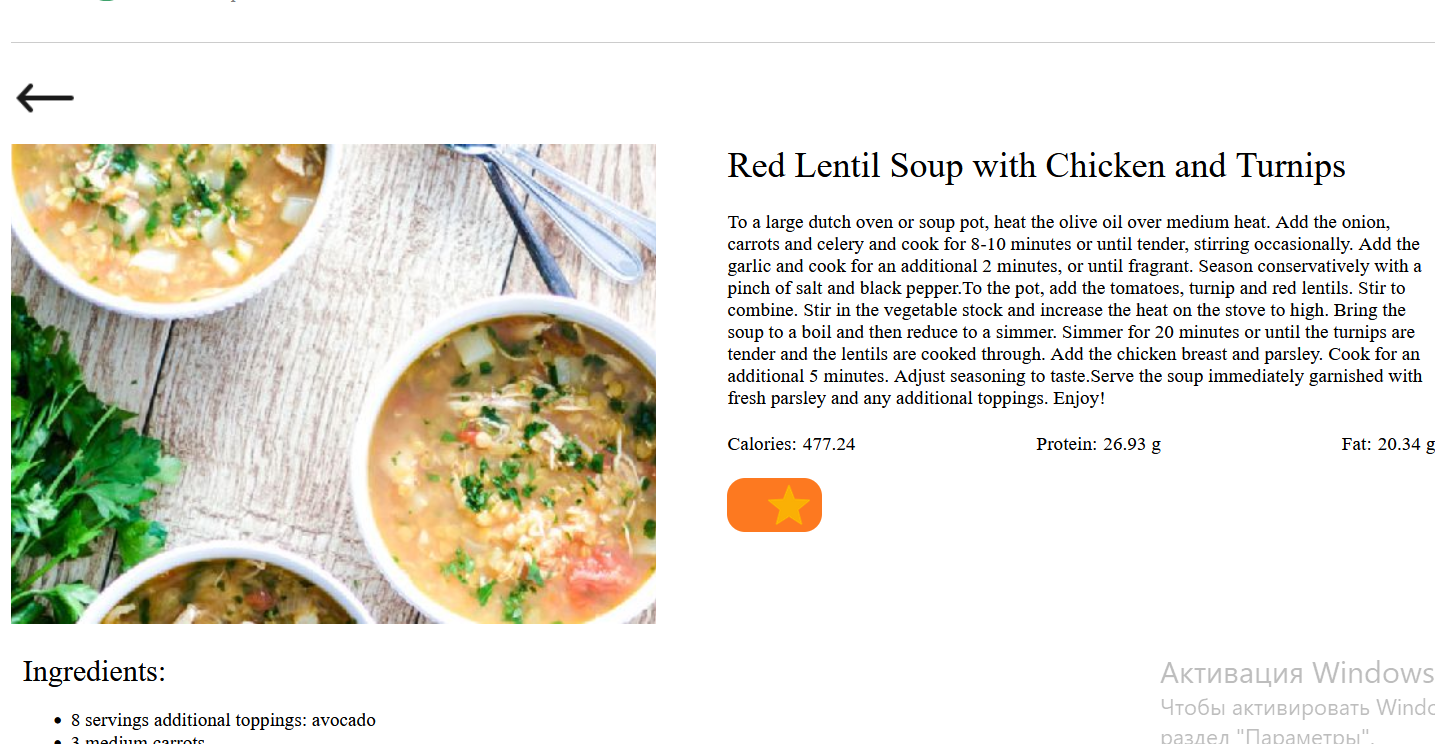 Red Lentil Soup with Chicken and Turnips
To a large dutch oven or soup pot, heat the olive oil over medium heat. Add the onion,
carrots and celery and cook for 8-10 minutes or until tender, stirring occasionally. Add the
garlic and cook for an additional 2 minutes, or until fragrant. Season conservatively with a
pinch of salt and black pepper.To the pot, add the tomatoes, turnip and red lentils. Stir to
combine. Stir in the vegetable stock and increase the heat on the stove to high. Bring the
soup to a boil and then reduce to a simmer. Simmer for 20 minutes or until the turnips are
tender and the lentils are cooked through. Add the chicken breast and parsley. Cook for an
additional 5 minutes. Adjust seasoning to taste.Serve the soup immediately garnished with
fresh parsley and any additional toppings. Enjoy!
Calories: 477.24 Protein: 26.93 g Fat: 20.34 g
Ingredients:
• 8 servings additional toppings: avocado
• 3 medium carrots
Активация Windows
Чтобы активировать Windo
раздел "Параметры".